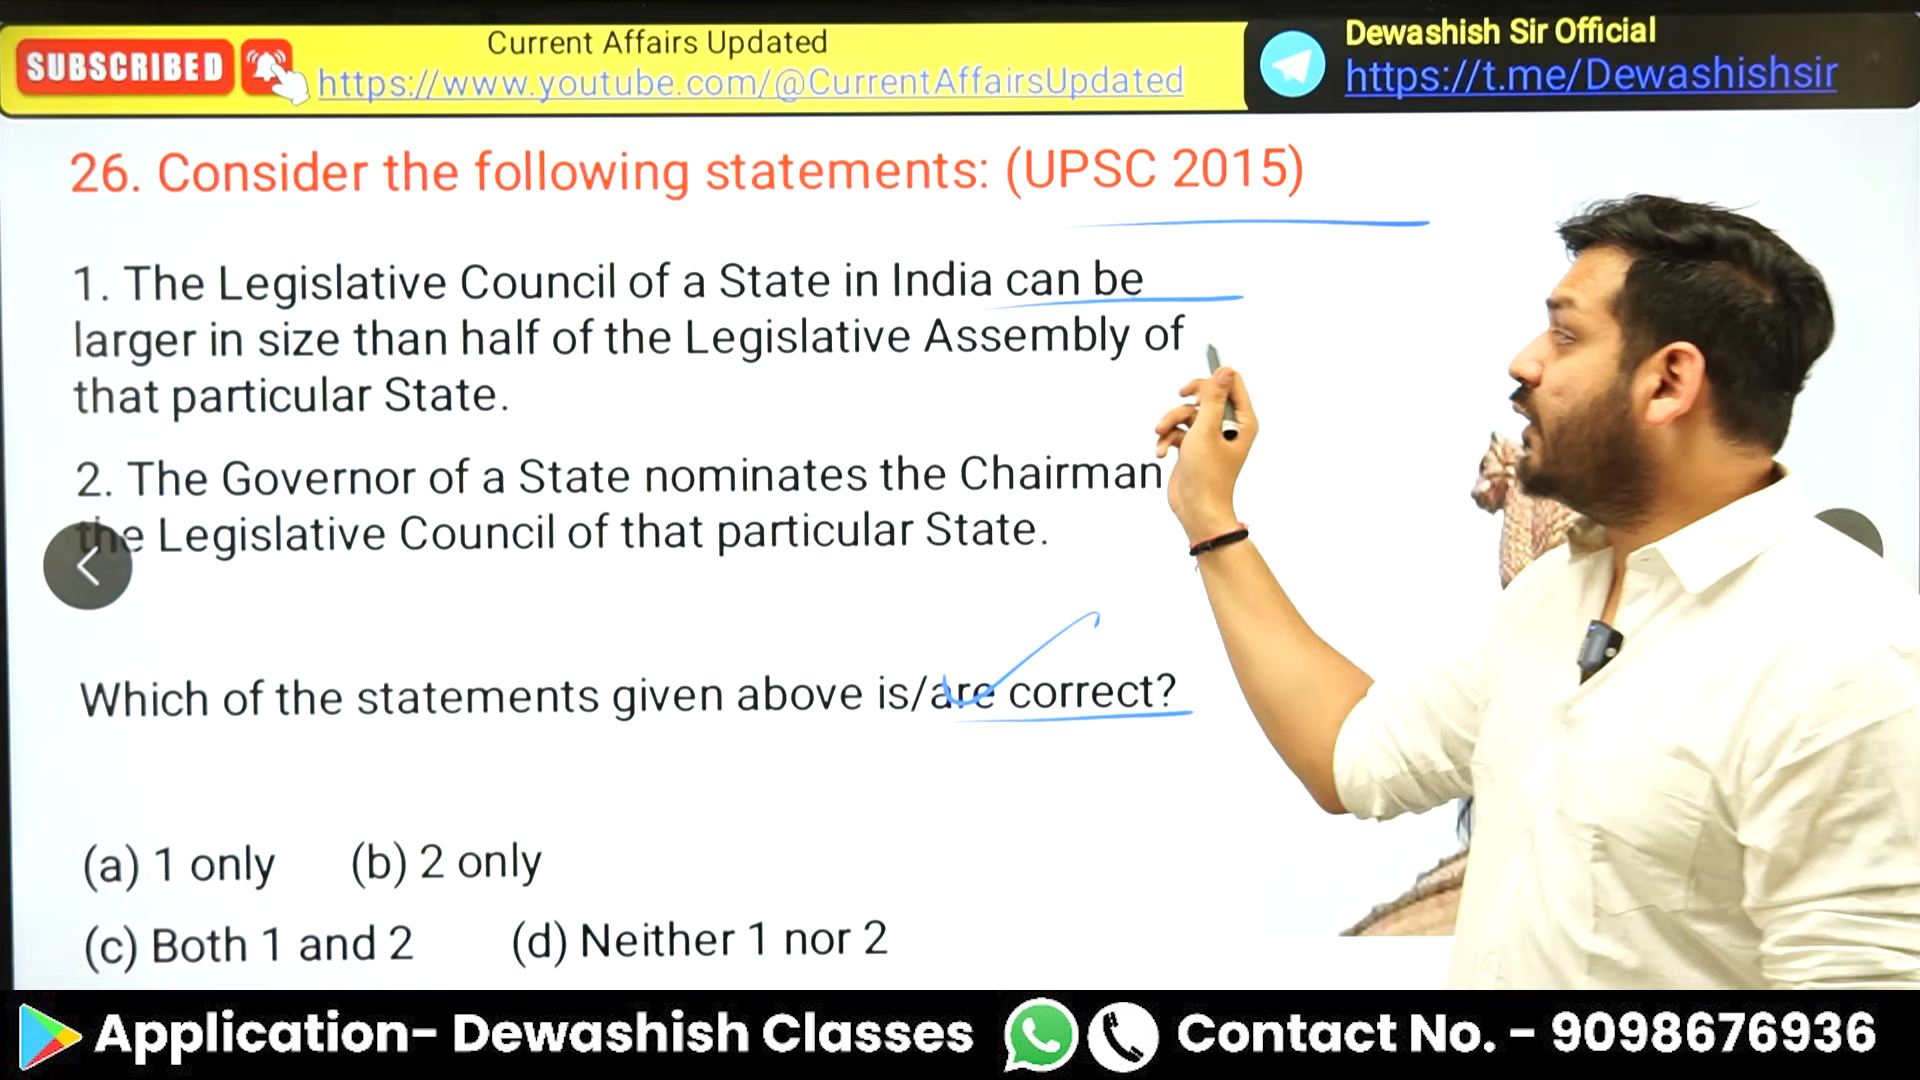 SUBSCRIBED
Current Affairs Updated
https://www.youtube.com/@CurrentAffairsUpdated
Dewashish Sir Official
https://t.me/Dewashishsir
26. Consider the following statements: (UPSC 2015)
1. The Legislative Council of a State in India can be
larger in size than half of the Legislative Assembly of
that particular State.
2. The Governor of a State nominates the Chairman
the Legislative Council of that particular State.
Which of the statements given above is/are correct?
(a) 1 only (b) 2 only
(c) Both 1 and 2 (d) Neither 1 nor 2
Application- Dewashish Classes
Contact No. - 9098676936